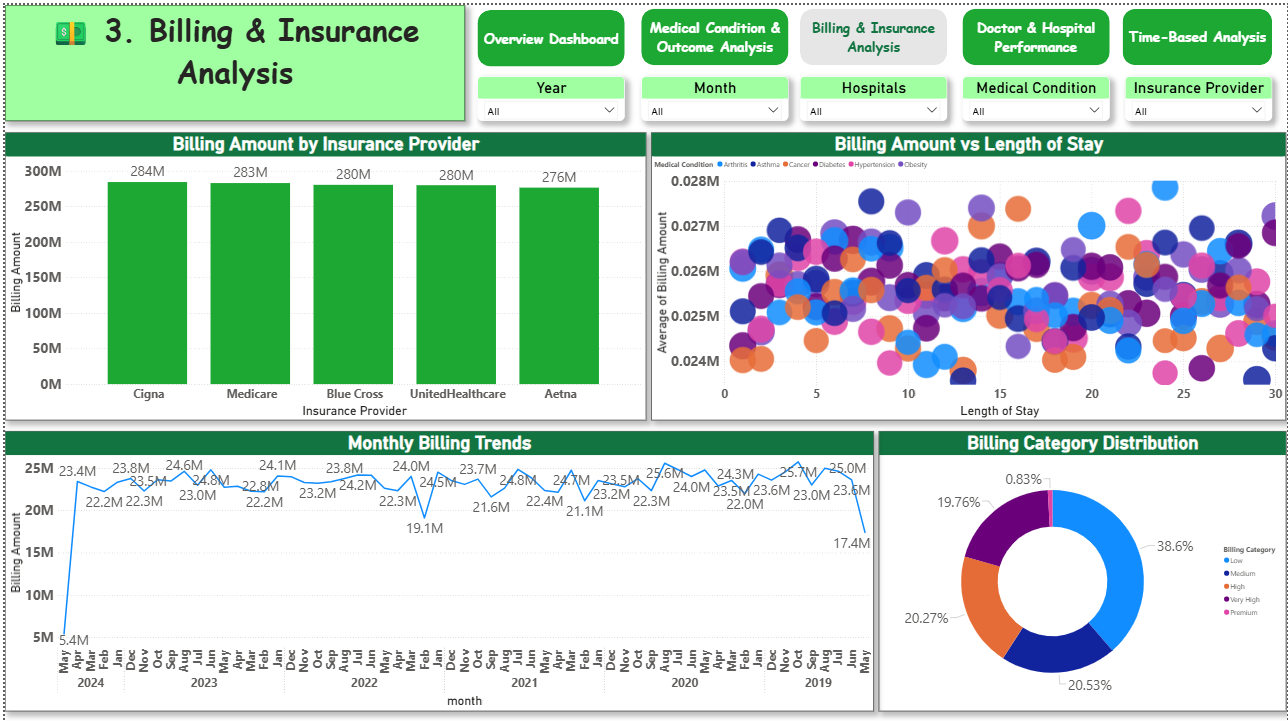 3. Billing & Insurance
Analysis
Overview Dashboard
Medical Condition &
Outcome Analysis
Billing & Insurance
Analysis
Doctor & Hospital
Performance
Time-Based Analysis
Year
All
Month
All
Hospitals
All
Medical Condition
All
Insurance Provider
All
Billing Amount by Insurance Provider
300M
250M
200M
150M
100M
50M
0M
Billing Amount
284M
283M
280M
280M
276M
Cigna
Medicare
Blue Cross
UnitedHealthcare
Aetna
Insurance Provider
Billing Amount vs Length of Stay
Medical Condition Arthritis Asthma Cancer Diabetes Hypertension Obesity
0.028M
0.027M
0.026M
0.025M
0.024M
Average of Billing Amount
0 5 10 15 20 25 30
Length of Stay
Monthly Billing Trends
25M
20M
15M
10M
5M
Billing Amount
5.4M
23.4M
22.2M
23.8M
22.3M
23.5M
24.6M
23.0M
24.8M
22.8M
22.2M
24.1M
23.2M
23.8M
24.2M
22.3M
24.0M
19.1M
24.5M
23.7M
21.6M
24.8M
22.4M
24.7M
21.1M
23.2M
23.5M
22.3M
25.6M
24.0M
23.5M
24.3M
22.0M
23.6M
25.7M
23.0M
25.0M
23.6M
17.4M
May Apr Mar Feb Jan Dec Nov Oct Sep Aug Jul Jun May Apr Mar Feb Jan Dec Nov Oct Sep Aug Jul Jun May Apr Mar Feb Jan Dec Nov Oct Sep Aug Jul Jun May Apr Mar Feb Jan Dec Nov Oct Sep Aug Jul Jun May Apr Mar Feb Jan Dec Nov Oct Sep Aug Jul Jun May
2024 2023 2022 2021 2020 2019
month
Billing Category Distribution
0.83%
19.76%
38.6%
20.27%
20.53%
Billing Category
Low
Medium
High
Very High
Premium